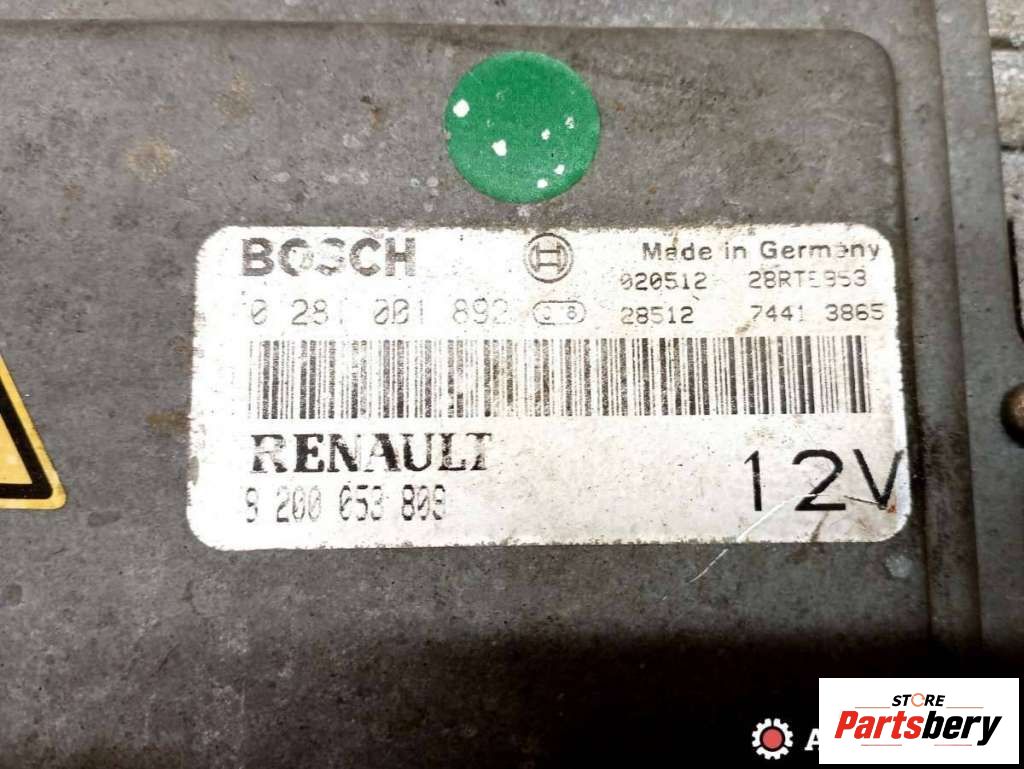 BOSCH
Made in Germany
020512 28RTE953
0 281 001 892
28512 7441 3865
RENAULT
12V
8 200 053 808
STORE
Partsbery